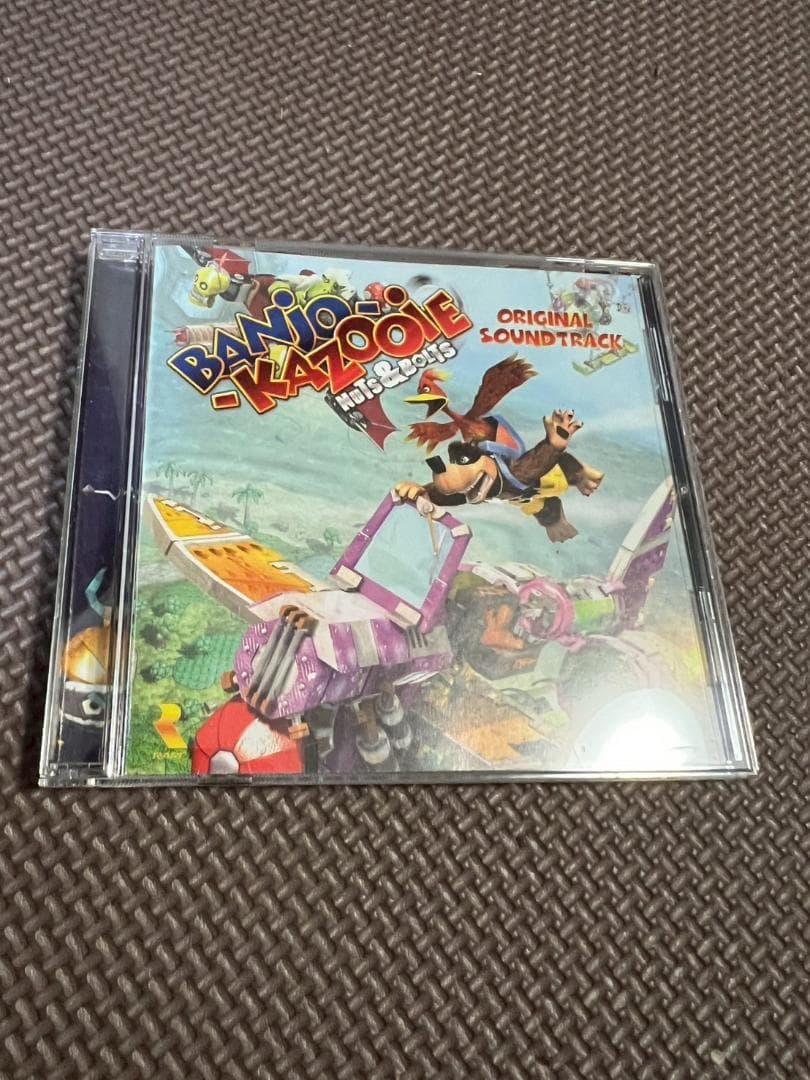 BANJO-
-KAZOOIE
NUTS&BOLTS
ORIGINAL
SOUNDTRACK